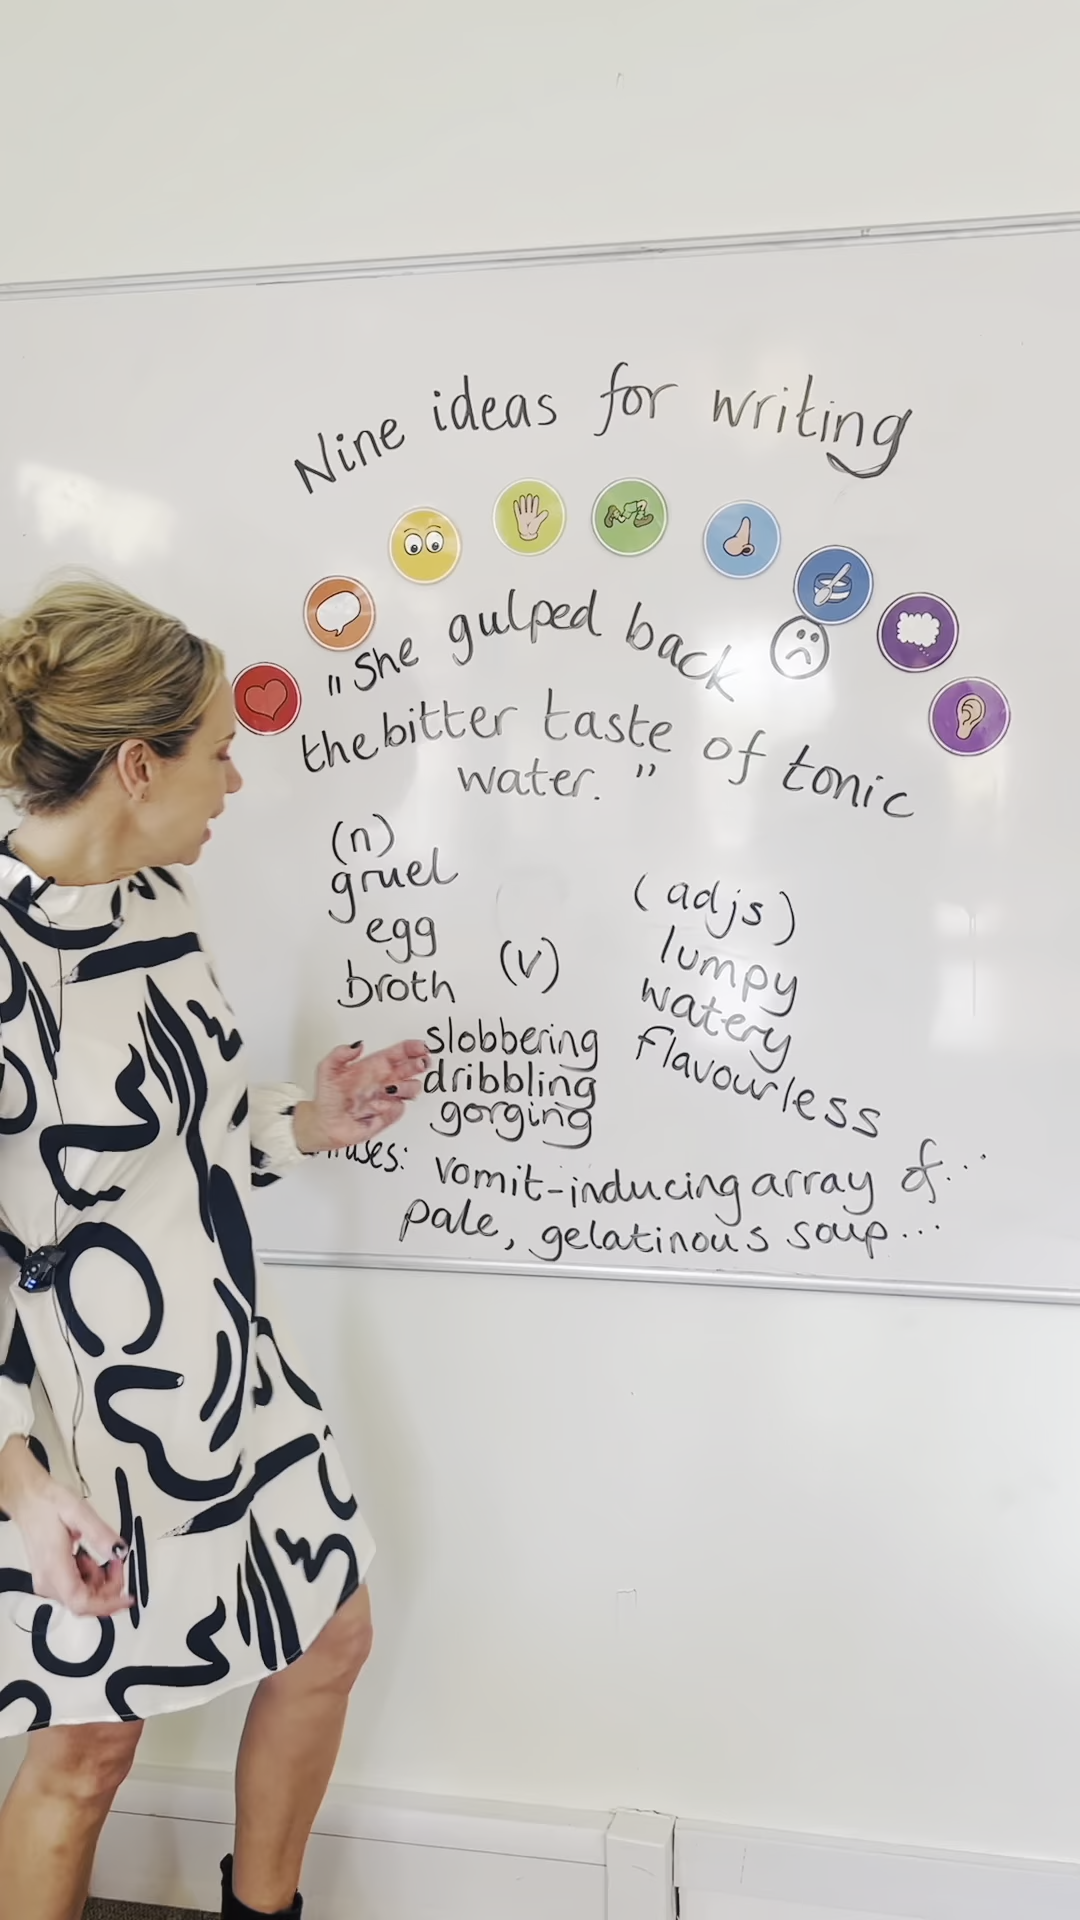 Nine ideas for writing
"She gulped back
the bitter taste of tonic
water."
(n)
gruel
egg
broth
(v)
slobbering
dribbling
gorging
(adjs)
lumpy
watery
flavourless
vomit-inducing array of...
pale, gelatinous soup...